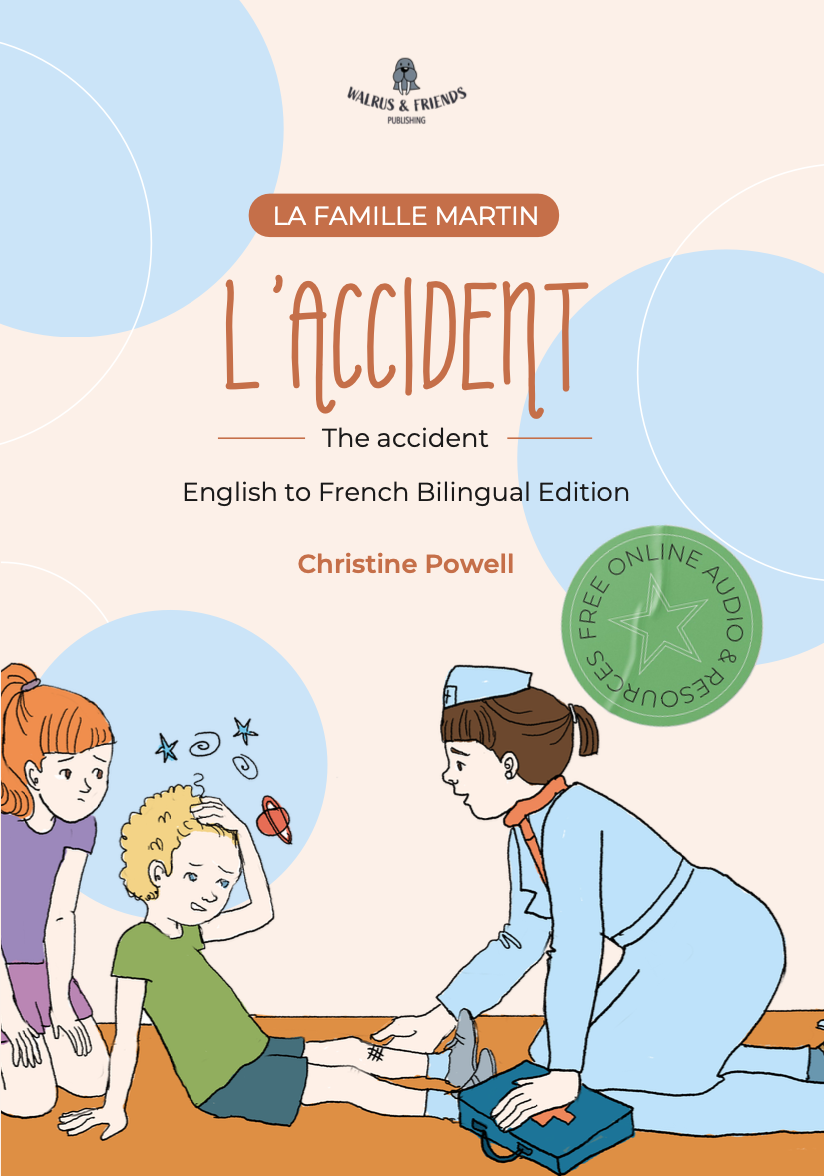 WALRUS & FRIENDS
PUBLISHING
LA FAMILLE MARTIN
L'ACCIDENT
The accident
English to French Bilingual Edition
Christine Powell
FREE ONLINE AUDIO & RESOURCES